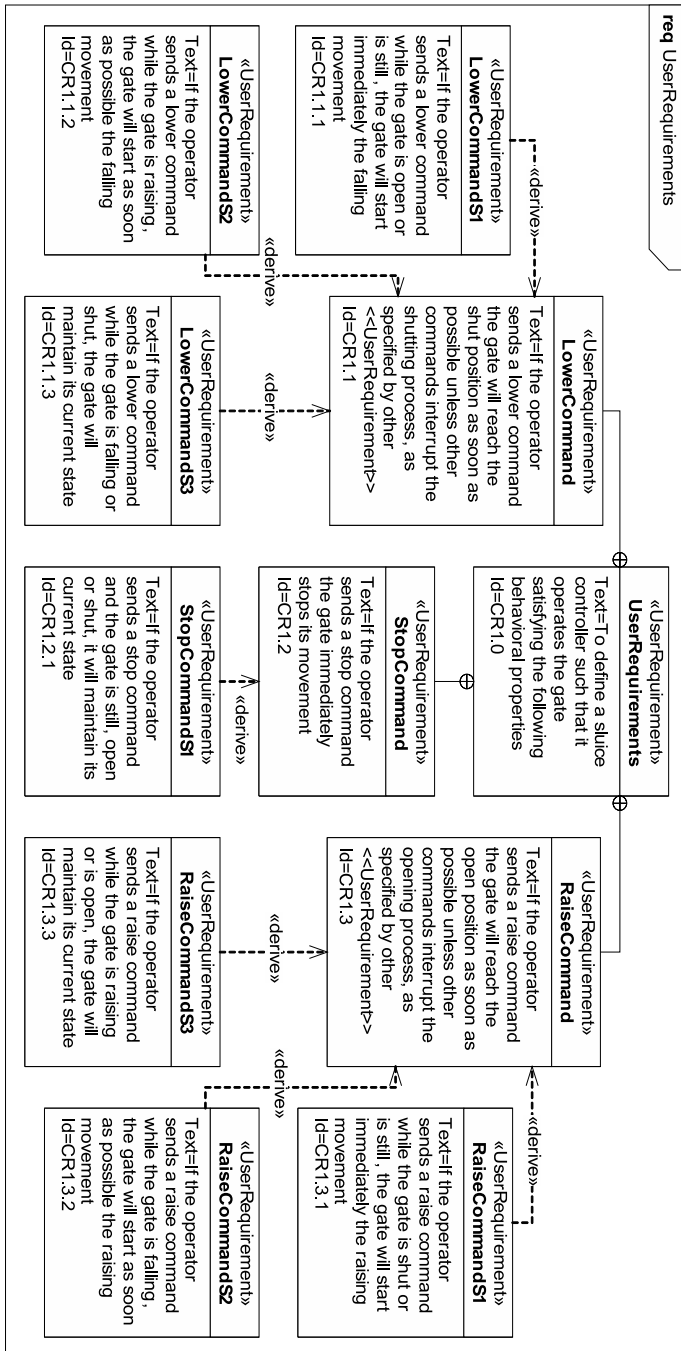 req UserRequirements
«UserRequirement»
UserRequirements
Text=To define a sluice
controller such that it
operates the gate
satisfying the following
behavioral properties
Id=CR1.0
«UserRequirement»
LowerCommand
Text=If the operator
sends a lower command
the gate will reach the
shut position as soon as
possible unless other
commands interrupt the
shutting process, as
specified by other
<<UserRequirement>>
Id=CR1.1
«UserRequirement»
StopCommand
Text=If the operator
sends a stop command
the gate immediately
stops its movement
Id=CR1.2
«UserRequirement»
RaiseCommand
Text=If the operator
sends a raise command
the gate will reach the
open position as soon as
possible unless other
commands interrupt the
opening process, as
specified by other
<<UserRequirement>>
Id=CR1.3
«UserRequirement»
LowerCommandS1
Text=If the operator
sends a lower command
while the gate is open or
is still, the gate will start
immediately the falling
movement
Id=CR1.1.1
«derive»
«UserRequirement»
RaiseCommandS1
Text=If the operator
sends a raise command
while the gate is shut or
is still, the gate will start
immediately the raising
movement
Id=CR1.3.1
«derive»
«UserRequirement»
LowerCommandS2
Text=If the operator
sends a lower command
while the gate is raising,
the gate will start as soon
as possible the falling
movement
Id=CR1.1.2
«derive»
«UserRequirement»
LowerCommandS3
Text=If the operator
sends a lower command
while the gate is falling or
shut, the gate will
maintain its current state
Id=CR1.1.3
«derive»
«UserRequirement»
StopCommandS1
Text=If the operator
sends a stop command
and the gate is still, open
or shut, it will maintain its
current state
Id=CR1.2.1
«derive»
«UserRequirement»
RaiseCommandS3
Text=If the operator
sends a raise command
while the gate is raising
or is open, the gate will
maintain its current state
Id=CR1.3.3
«derive»
«UserRequirement»
RaiseCommandS2
Text=If the operator
sends a raise command
while the gate is falling,
the gate will start as soon
as possible the raising
movement
Id=CR1.3.2
«derive»